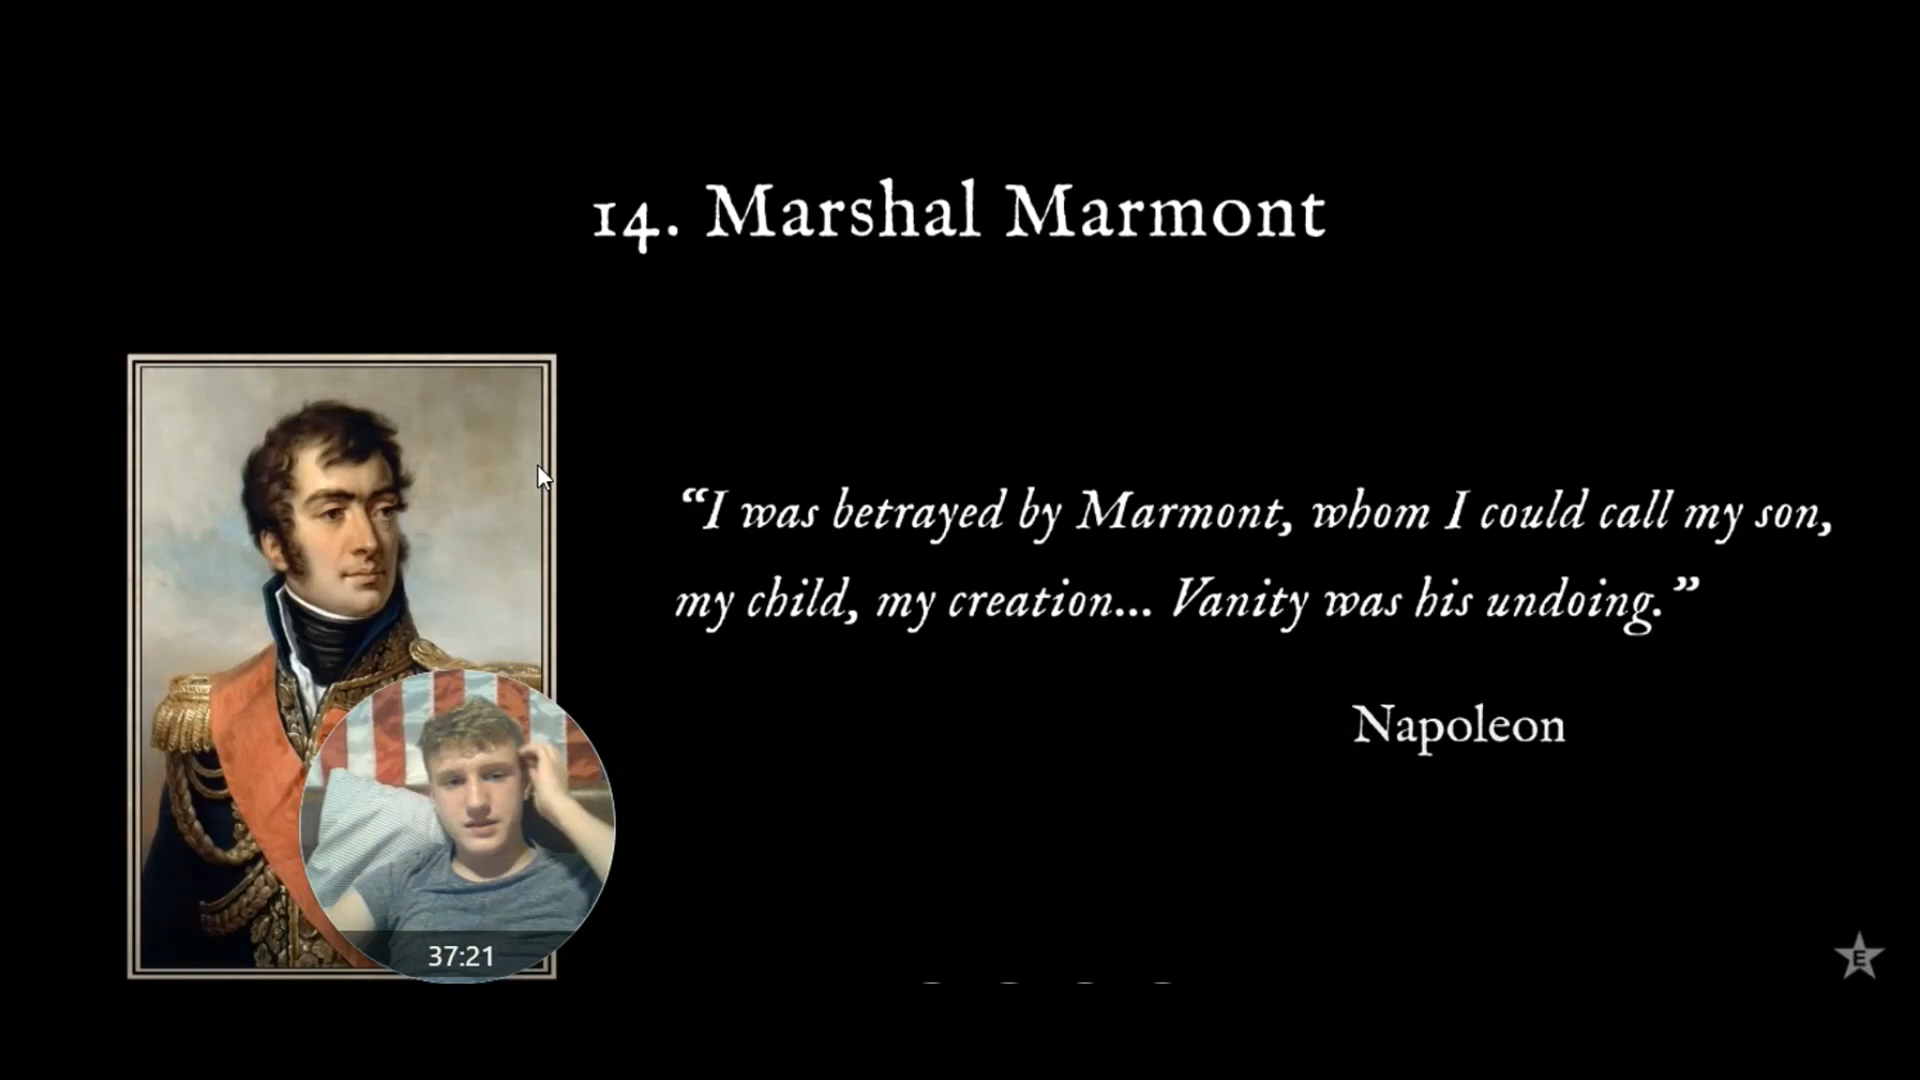 14. Marshal Marmont
“I was betrayed by Marmont, whom I could call my son,
my child, my creation... Vanity was his undoing.”
Napoleon
37:21
E